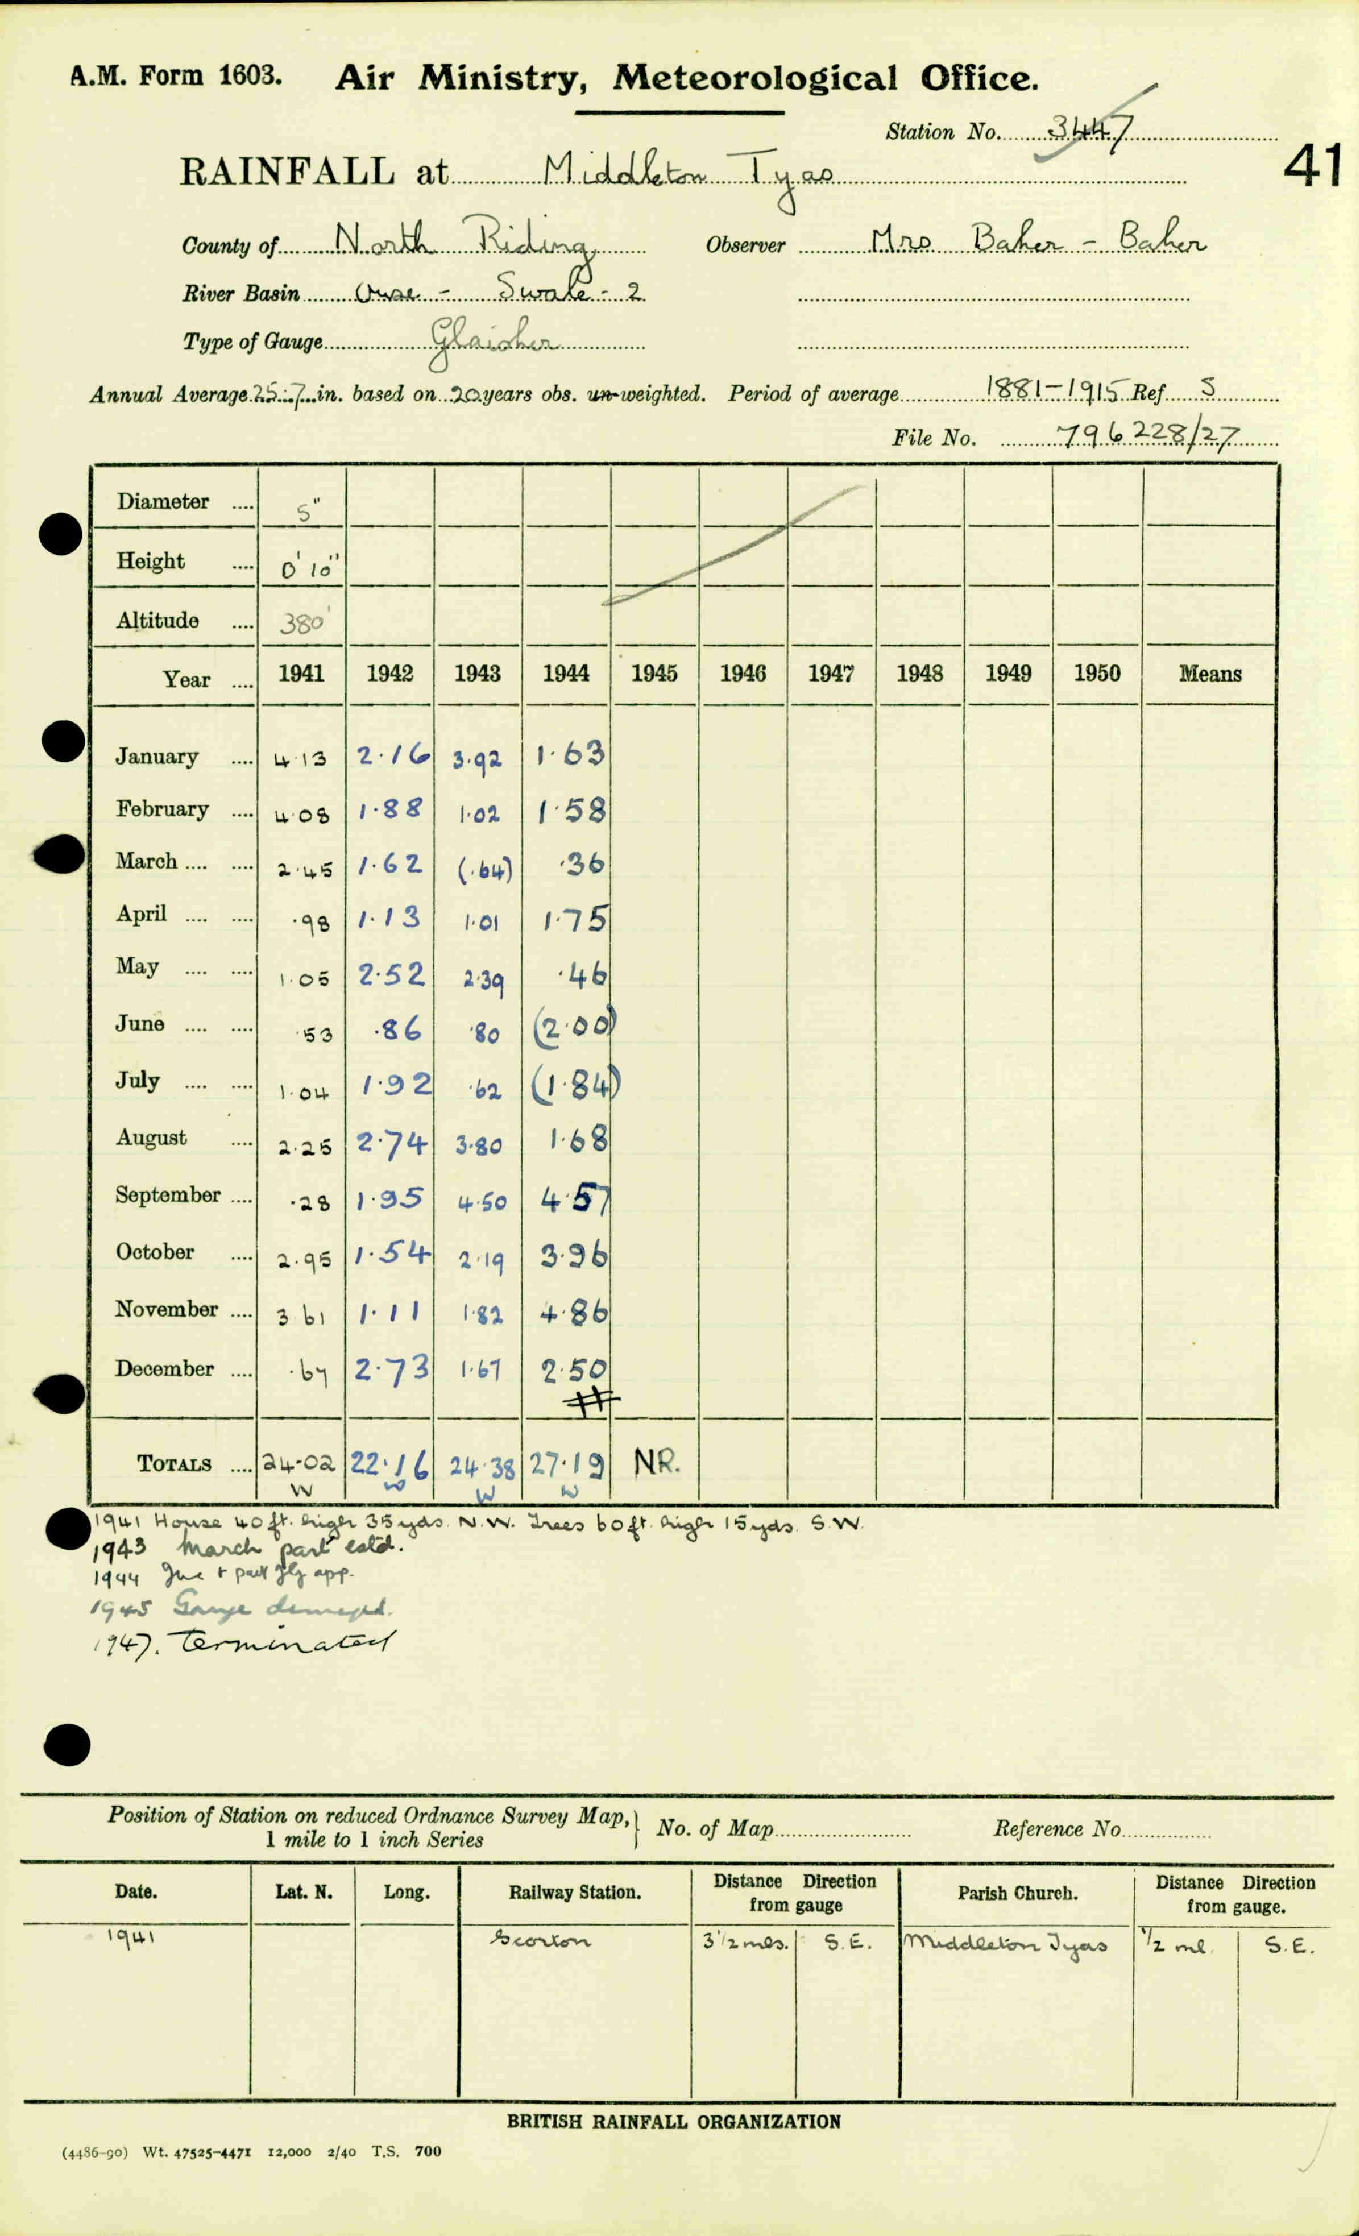 A.M. Form 1603. Air Ministry, Meteorological Office.
Station No. 3447
41
RAINFALL at Middleton Tyas
County of North Riding Observer Mrs Baker - Baker
River Basin Ouse - Swale - 2
Type of Gauge Glaisher
Annual Average 25.7 in. based on 20 years obs. un-weighted. Period of average 1881-1915 Ref. S
File No. 796228/27
Diameter .... 5"
Height .... 0' 10"
Altitude .... 380'
Year .... 1941 1942 1943 1944 1945 1946 1947 1948 1949 1950 Means
January .... 4.13 2.16 3.92 1.63
February .... 4.08 1.88 1.02 1.58
March .... .... 2.45 1.62 (.64) .36
April .... .... .98 1.13 1.01 1.75
May .... .... 1.05 2.52 2.39 .46
June .... .... .53 .86 .80 (2.00)
July .... .... 1.04 1.92 .62 (1.84)
August .... 2.25 2.74 3.80 1.68
September .... .28 1.95 4.50 4.57
October .... 2.95 1.54 2.19 3.96
November .... 3.61 1.11 1.82 4.86
December .... .67 2.73 1.67 2.50
TOTALS .... 24.02 22.16 24.38 27.19 NR.
W W W W
1941 House 40ft. high 35yds. N.W. Trees 60ft. high 15yds. S.W.
1943 March part estd.
1944 Jne & part Jly app.
1945 Gauge damaged.
1947. Terminated
Position of Station on reduced Ordnance Survey Map, 1 mile to 1 inch Series } No. of Map Reference No.
Date. Lat. N. Long. Railway Station. Distance Direction from gauge Parish Church. Distance Direction from gauge.
1941 Scorton 3½ mls. S.E. Middleton Tyas ½ ml. S.E.
BRITISH RAINFALL ORGANIZATION
(4486-90) Wt. 47525-4471 12,000 2/40 T.S. 700